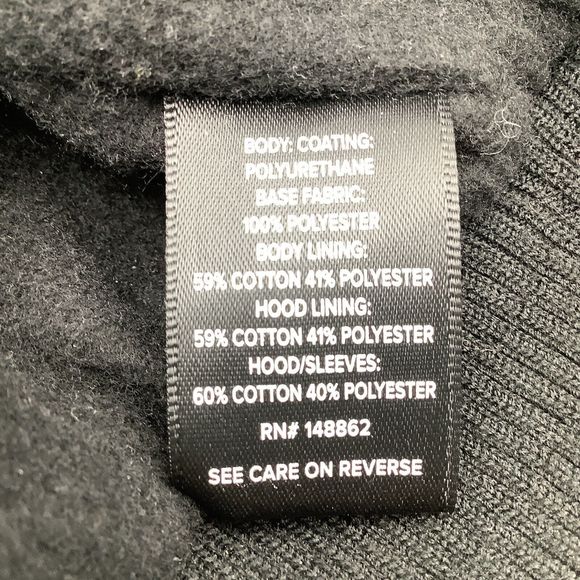 BODY: COATING:
POLYURETHANE
BASE FABRIC:
100% POLYESTER
BODY LINING:
59% COTTON 41% POLYESTER
HOOD LINING:
59% COTTON 41% POLYESTER
HOOD/SLEEVES:
60% COTTON 40% POLYESTER
RN# 148862
SEE CARE ON REVERSE